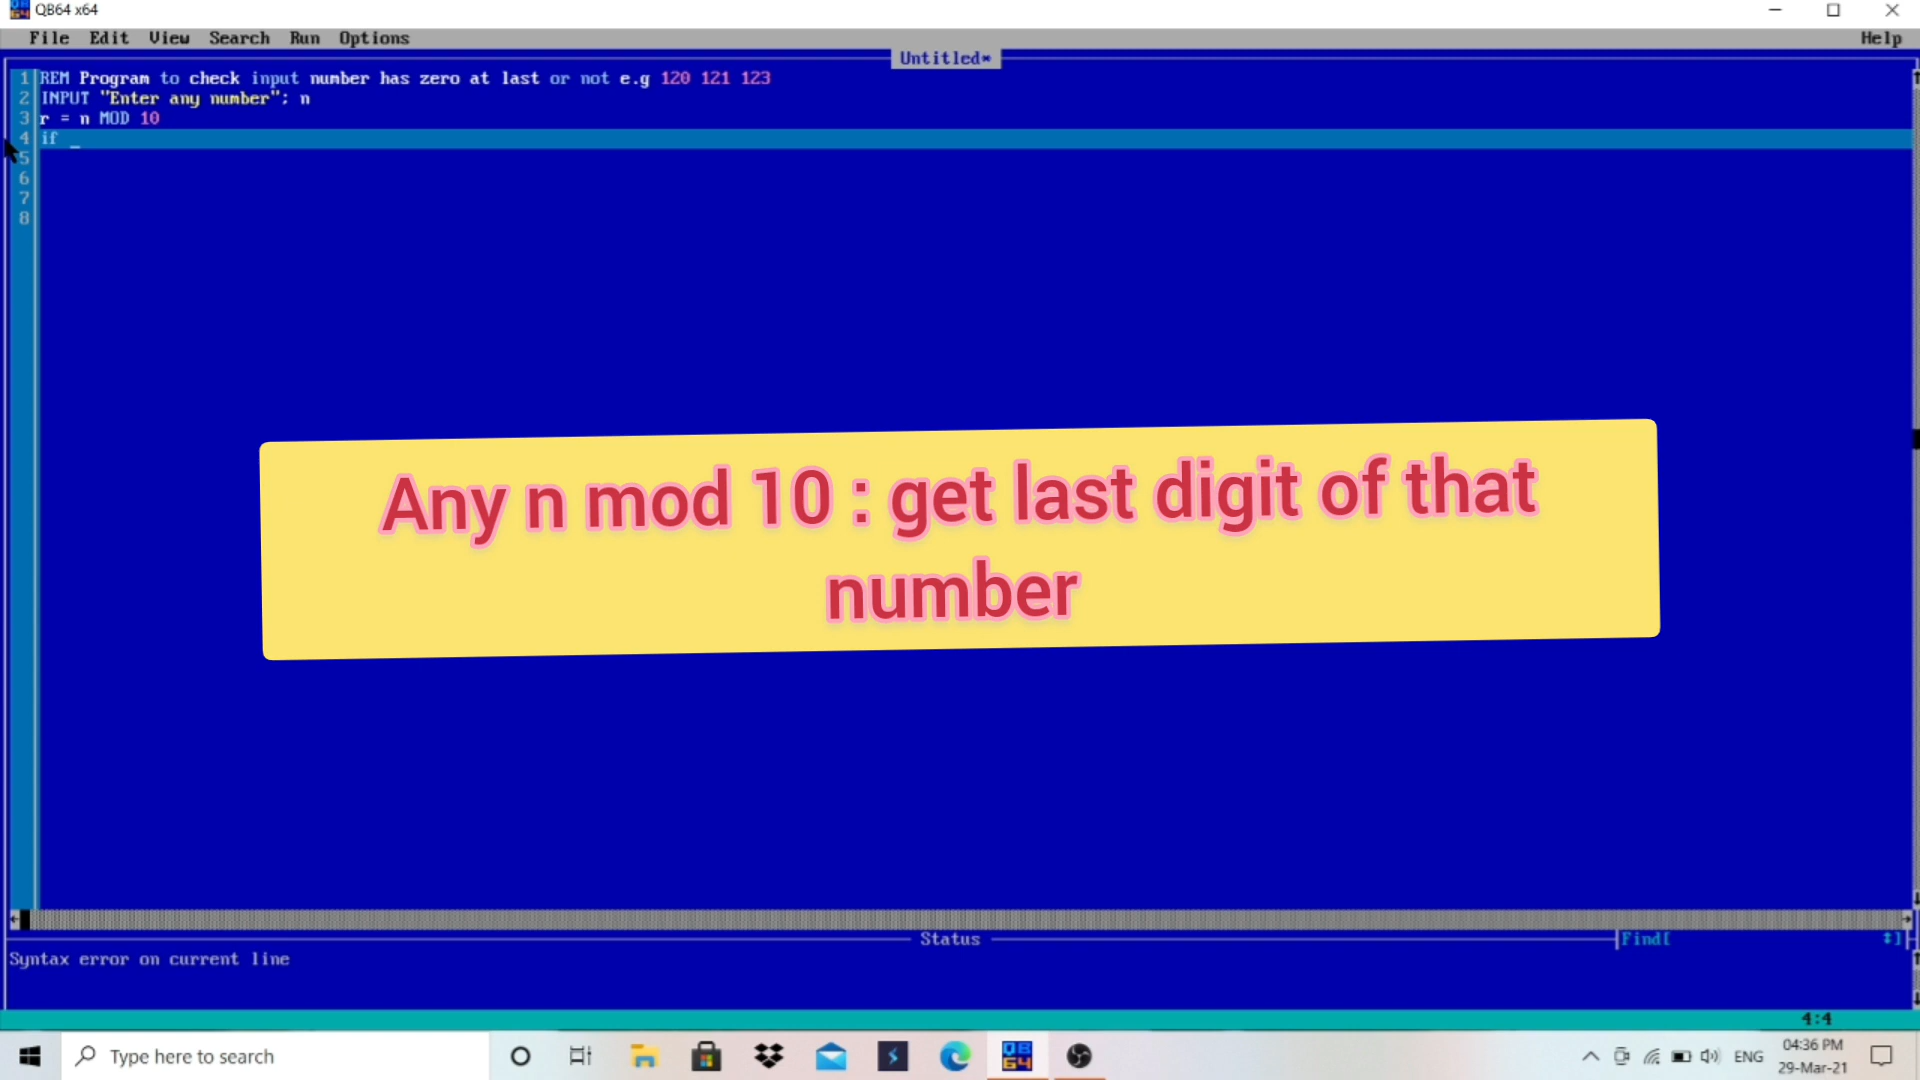 QB64 x64
File Edit View Search Run Options Help
Untitled*
1 REM Program to check input number has zero at last or not e.g 120 121 123
2 INPUT "Enter any number"; n
3 r = n MOD 10
4 if _
5
6
7
8
Any n mod 10 : get last digit of that
number
Status
Find[ ]
Syntax error on current line
4:4
Type here to search
ENG
04:36 PM
29-Mar-21